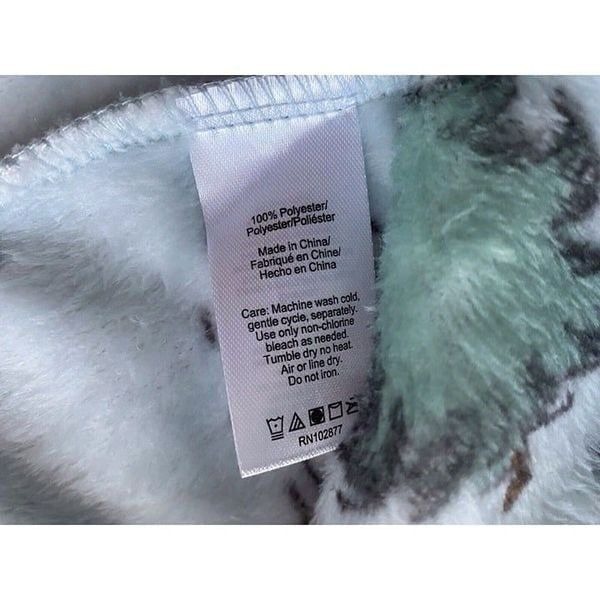 100% Polyester/
Polyester/Poliéster
Made in China/
Fabriqué en Chine/
Hecho en China
Care: Machine wash cold,
gentle cycle, separately.
Use only non-chlorine
bleach as needed.
Tumble dry no heat.
Air or line dry.
Do not iron.
RN102877